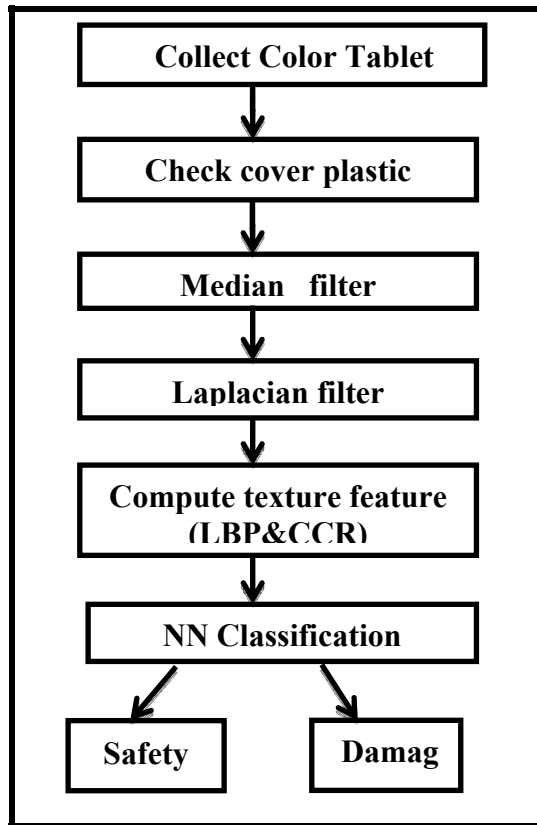 Collect Color Tablet
Check cover plastic
Median filter
Laplacian filter
Compute texture feature
(LBP&CCR)
NN Classification
Safety
Damag